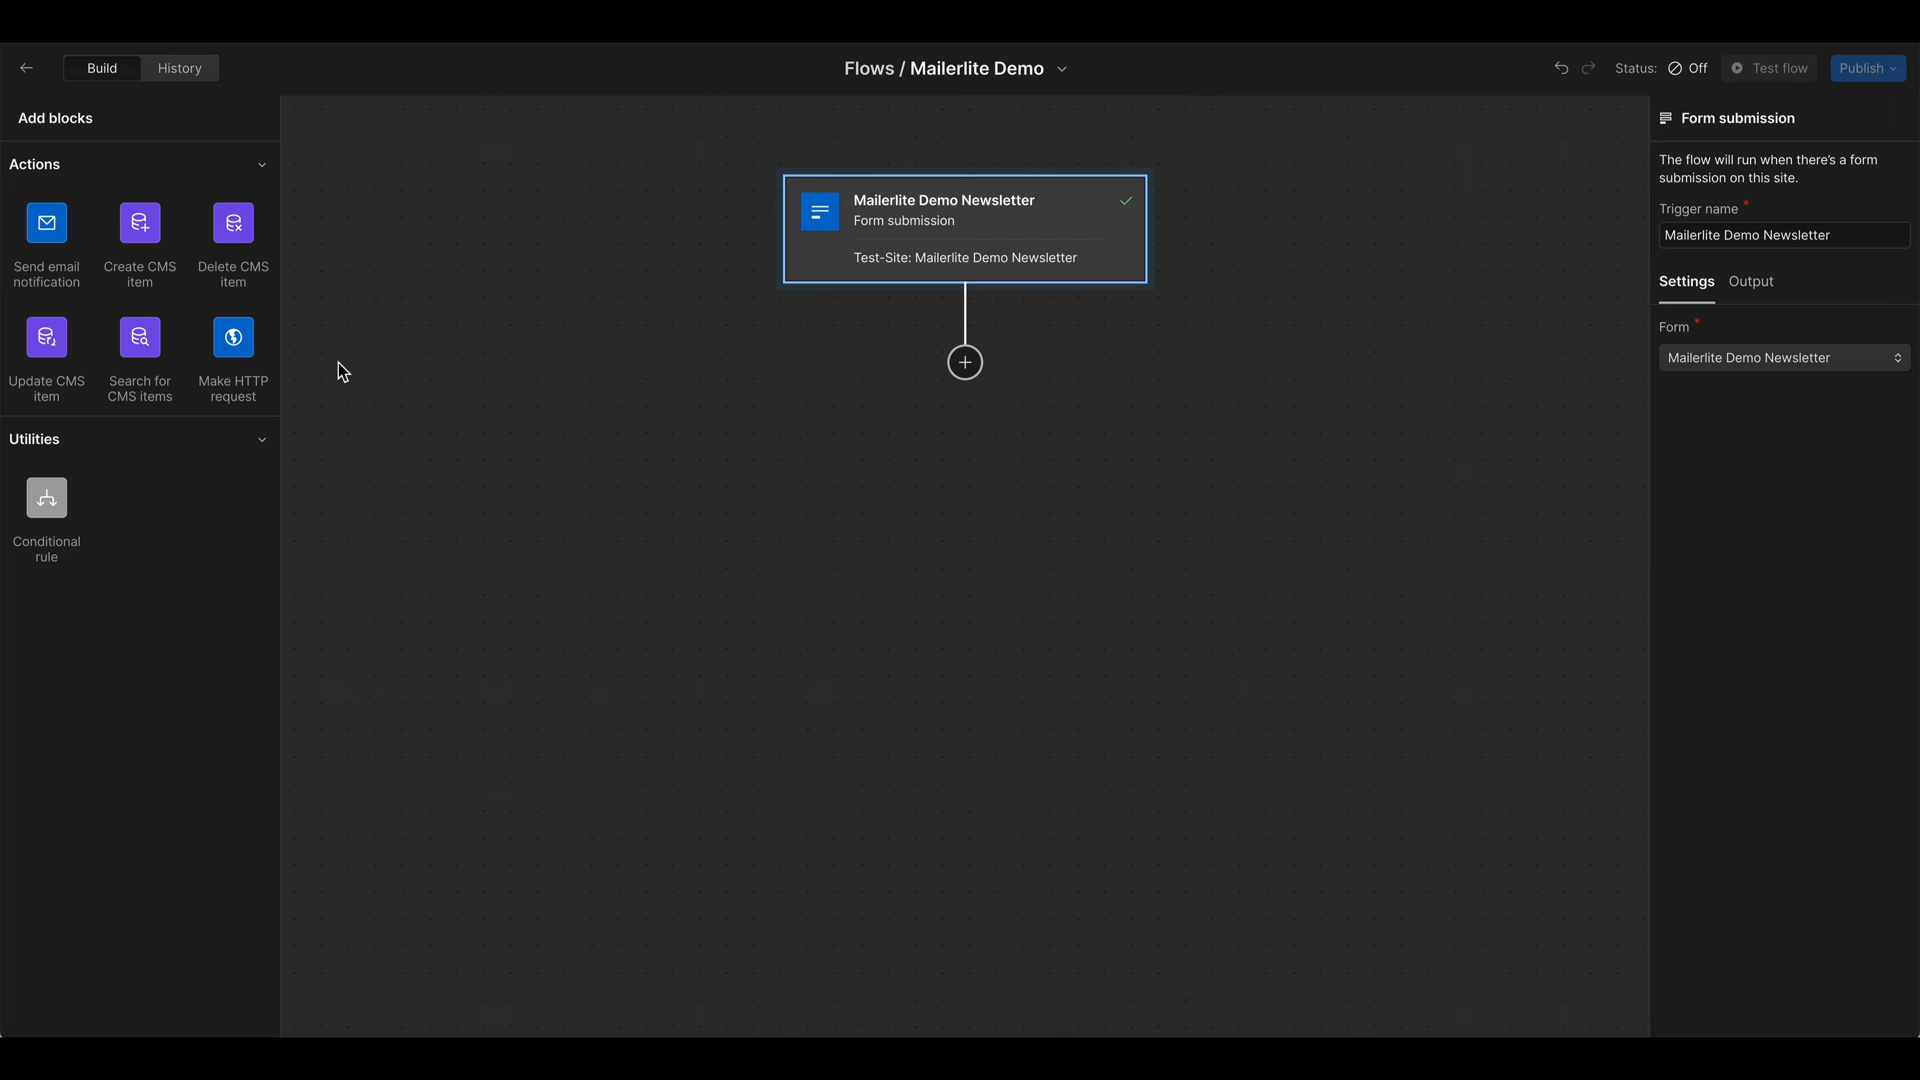 Build
History
Flows / Mailerlite Demo
Status:
Off
Test flow
Publish
Add blocks
Actions
Send email
notification
Create CMS
item
Delete CMS
item
Update CMS
item
Search for
CMS items
Make HTTP
request
Utilities
Conditional
rule
Mailerlite Demo Newsletter
Form submission
Test-Site: Mailerlite Demo Newsletter
Form submission
The flow will run when there's a form
submission on this site.
Trigger name *
Mailerlite Demo Newsletter
Settings
Output
Form *
Mailerlite Demo Newsletter